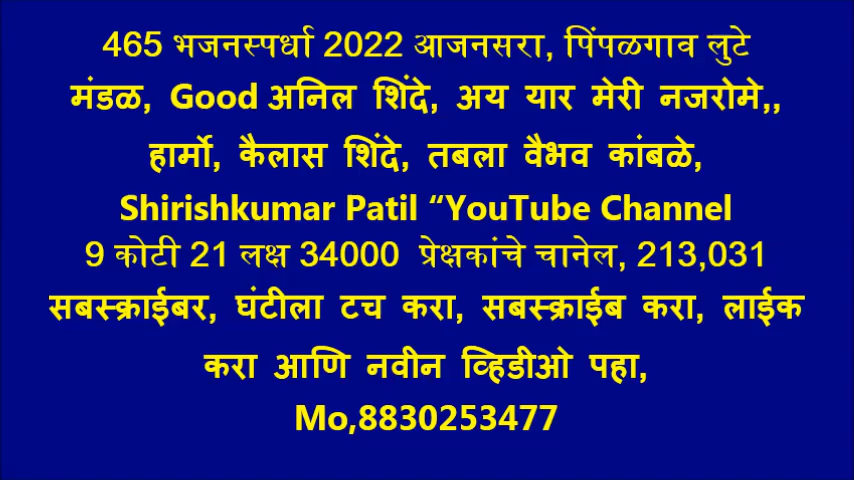 465 भजनस्पर्धा 2022 आजनसरा, पिंपळगाव लुटे
मंडळ, Good अनिल शिंदे, अय यार मेरी नजरोमे,,
हार्मो, कैलास शिंदे, तबला वैभव कांबळे,
Shirishkumar Patil “YouTube Channel
9 कोटी 21 लक्ष 34000 प्रेक्षकांचे चानेल, 213,031
सबस्क्राईबर, घंटीला टच करा, सबस्क्राईब करा, लाईक
करा आणि नवीन व्हिडीओ पहा,
Mo,8830253477